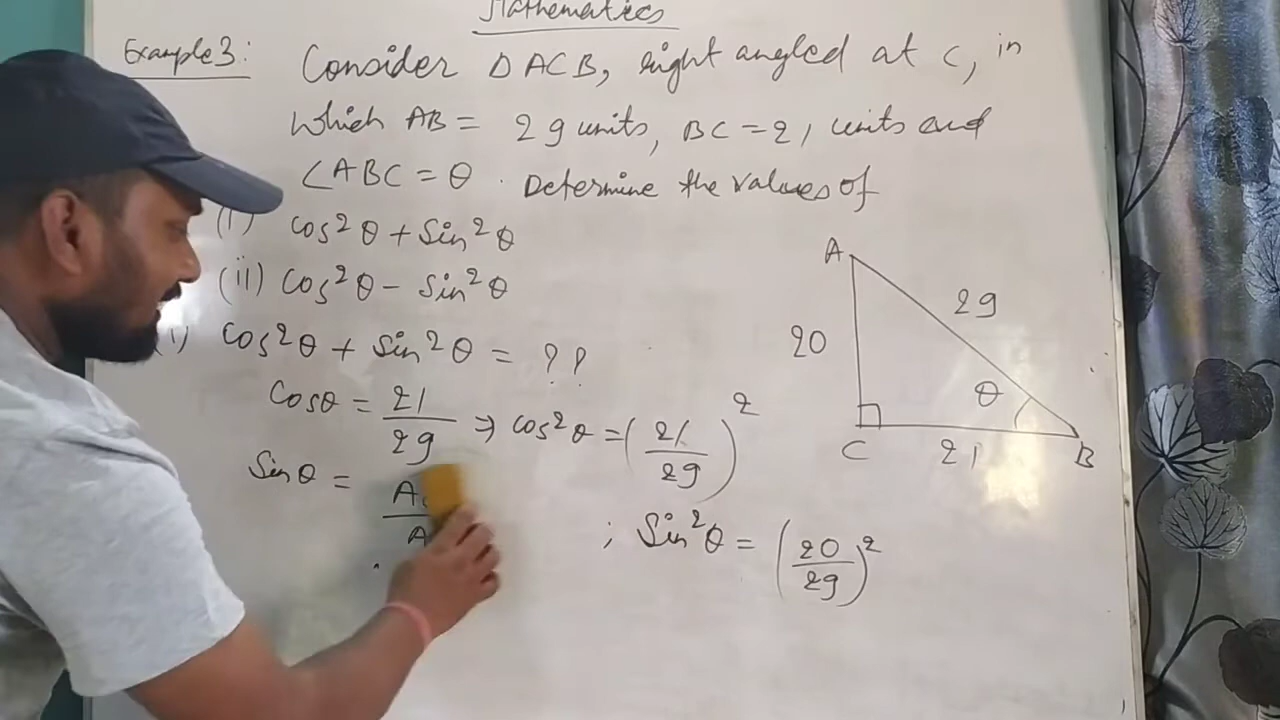 Mathematics
Example 3: Consider △ACB, right angled at C, in
which AB = 29 units, BC = 21 units and
∠ABC = θ. Determine the values of
(i) cos²θ + Sin²θ
(ii) Cos²θ - Sin²θ
(i) Cos²θ + Sin²θ = ??
Cosθ = 21/29 ⇒ cos²θ = (21/29)²
Sinθ =
; Sin²θ = (20/29)²
A
29
20
θ
C
21
B